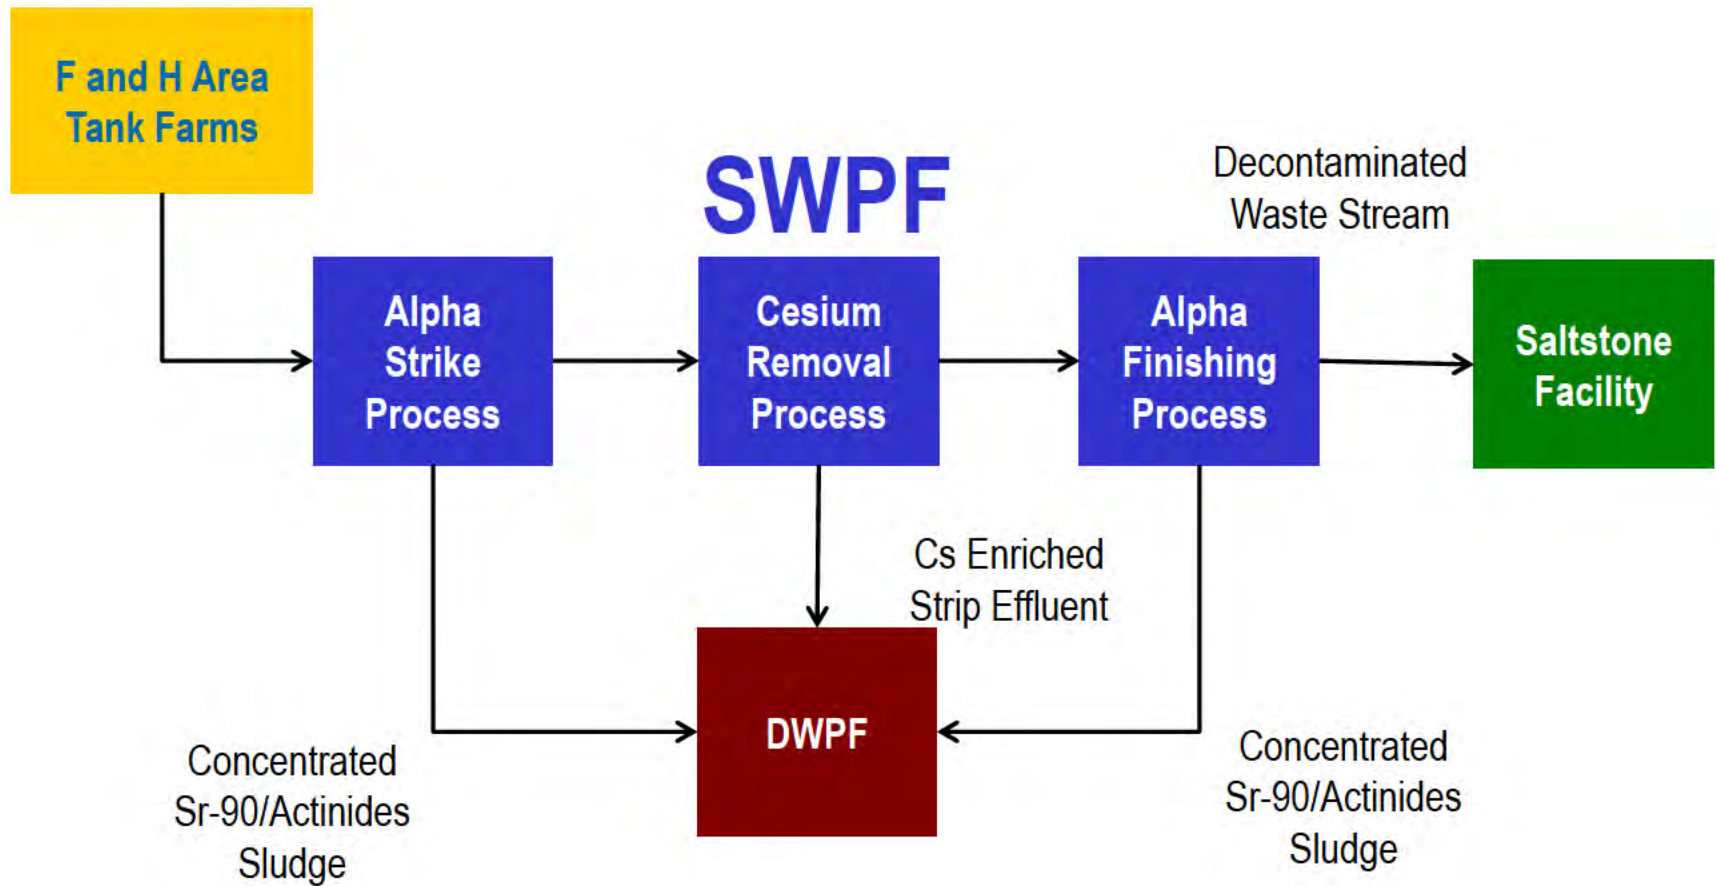 F and H Area
Tank Farms
SWPF
Decontaminated
Waste Stream
Alpha
Strike
Process
Cesium
Removal
Process
Alpha
Finishing
Process
Saltstone
Facility
Cs Enriched
Strip Effluent
DWPF
Concentrated
Sr-90/Actinides
Sludge
Concentrated
Sr-90/Actinides
Sludge